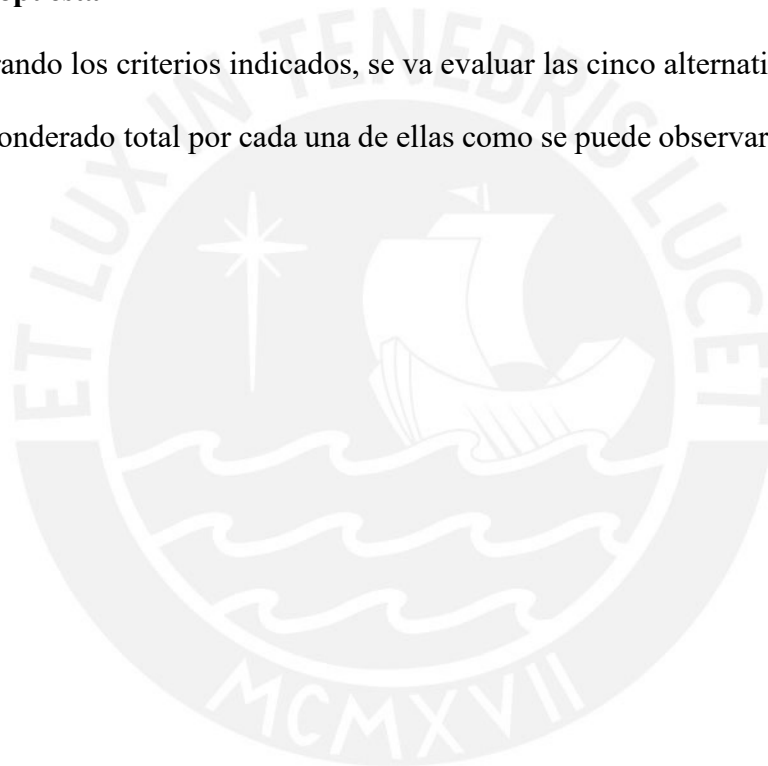 rando los criterios indicados, se va evaluar las cinco alternati
onderado total por cada una de ellas como se puede observar
ET LUX IN TENEBRIS LUCET
MCMXVII